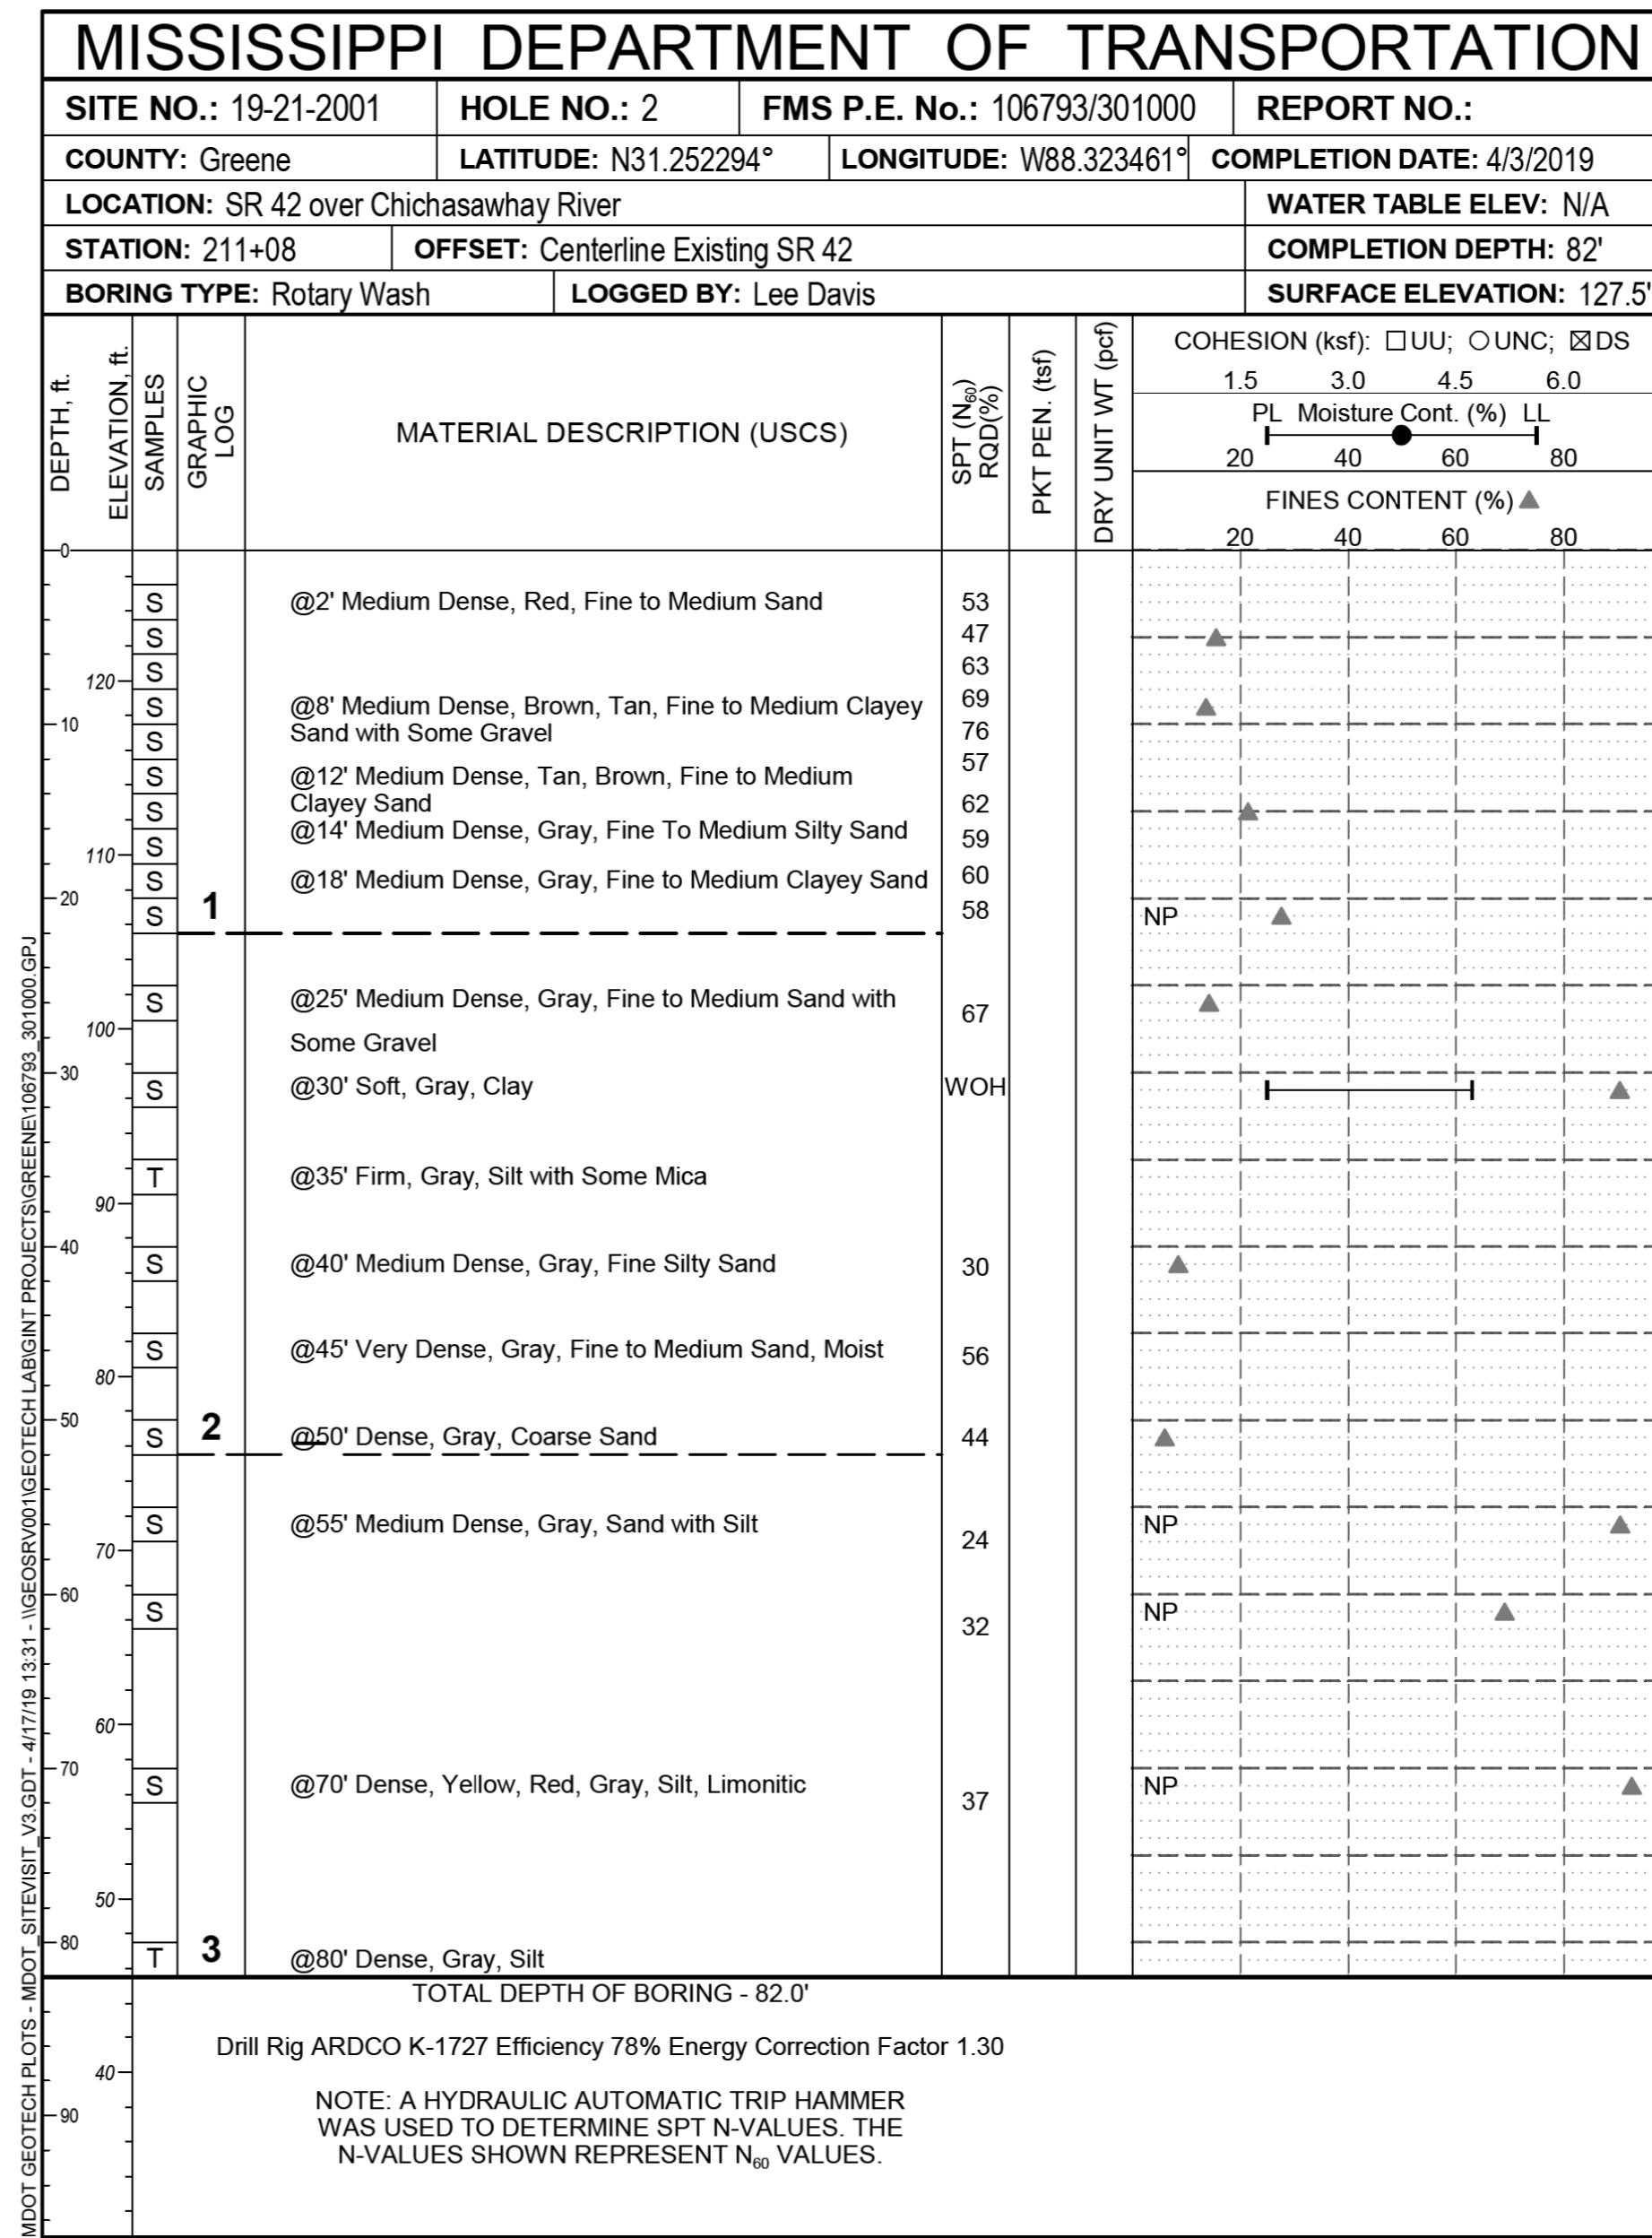 MISSISSIPPI DEPARTMENT OF TRANSPORTATION
SITE NO.: 19-21-2001 HOLE NO.: 2 FMS P.E. No.: 106793/301000 REPORT NO.:
COUNTY: Greene LATITUDE: N31.252294° LONGITUDE: W88.323461° COMPLETION DATE: 4/3/2019
LOCATION: SR 42 over Chichasawhay River WATER TABLE ELEV: N/A
STATION: 211+08 OFFSET: Centerline Existing SR 42 COMPLETION DEPTH: 82'
BORING TYPE: Rotary Wash LOGGED BY: Lee Davis SURFACE ELEVATION: 127.5'
DEPTH, ft.
ELEVATION, ft.
SAMPLES
GRAPHIC
LOG
MATERIAL DESCRIPTION (USCS)
SPT (N60)
RQD(%)
PKT PEN. (tsf)
DRY UNIT WT (pcf)
COHESION (ksf): □UU; ○UNC; ☒DS
1.5 3.0 4.5 6.0
PL Moisture Cont. (%) LL
20 40 60 80
FINES CONTENT (%)
20 40 60 80
0
S @2' Medium Dense, Red, Fine to Medium Sand 53
S 47
S 63
120
S @8' Medium Dense, Brown, Tan, Fine to Medium Clayey 69
10
Sand with Some Gravel 76
S
S @12' Medium Dense, Tan, Brown, Fine to Medium 57
Clayey Sand 62
S
@14' Medium Dense, Gray, Fine To Medium Silty Sand 59
S
110
S @18' Medium Dense, Gray, Fine to Medium Clayey Sand 60
20
S 1 58 NP
S @25' Medium Dense, Gray, Fine to Medium Sand with 67
100
Some Gravel
30
S @30' Soft, Gray, Clay WOH
T @35' Firm, Gray, Silt with Some Mica
90
40
S @40' Medium Dense, Gray, Fine Silty Sand 30
S @45' Very Dense, Gray, Fine to Medium Sand, Moist 56
80
50
S 2 @50' Dense, Gray, Coarse Sand 44
S @55' Medium Dense, Gray, Sand with Silt 24 NP
70
60
S 32 NP
60
70
S @70' Dense, Yellow, Red, Gray, Silt, Limonitic 37 NP
50
80
T 3 @80' Dense, Gray, Silt
TOTAL DEPTH OF BORING - 82.0'
Drill Rig ARDCO K-1727 Efficiency 78% Energy Correction Factor 1.30
40
90
NOTE: A HYDRAULIC AUTOMATIC TRIP HAMMER
WAS USED TO DETERMINE SPT N-VALUES. THE
N-VALUES SHOWN REPRESENT N60 VALUES.
MDOT GEOTECH PLOTS - MDOT_SITEVISIT_V3.GDT - 4/17/19 13:31 - \\GEOSRV001\GEOTECH LAB\GINT PROJECTS\GREENE\106793_301000.GPJ